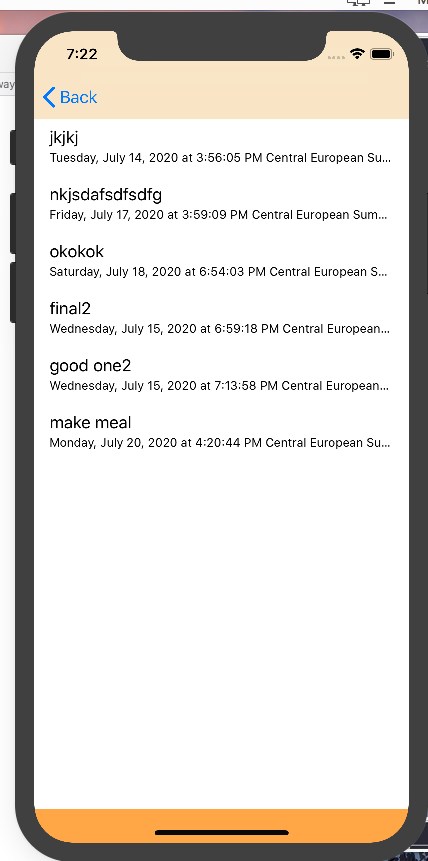 way
7:22
Back
jkjkj
Tuesday, July 14, 2020 at 3:56:05 PM Central European Su...
nkjsdafsdfsdfg
Friday, July 17, 2020 at 3:59:09 PM Central European Sum...
okokok
Saturday, July 18, 2020 at 6:54:03 PM Central European S...
final2
Wednesday, July 15, 2020 at 6:59:18 PM Central European...
good one2
Wednesday, July 15, 2020 at 7:13:58 PM Central European...
make meal
Monday, July 20, 2020 at 4:20:44 PM Central European Su...